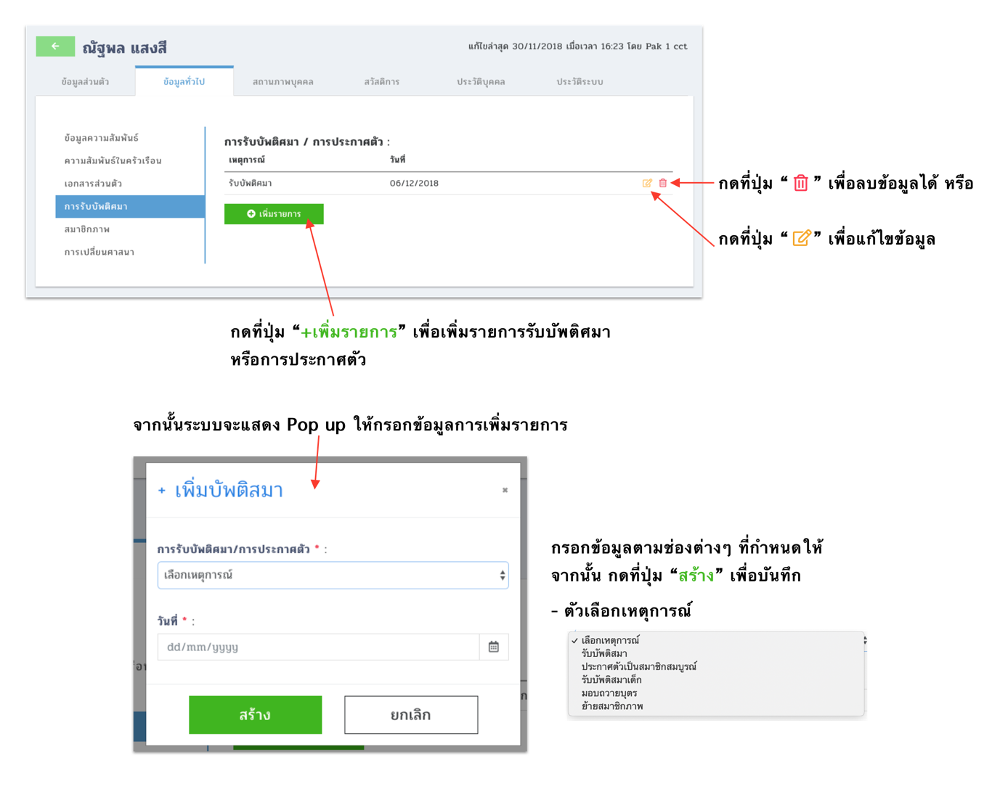 ณัฐพล แสงสี
แก้ไขล่าสุด 30/11/2018 เมื่อเวลา 16:23 โดย Pak 1 cct
ข้อมูลส่วนตัว ข้อมูลทั่วไป สถานภาพบุคคล สวัสดิการ ประวัติบุคคล ประวัติระบบ
ข้อมูลความสัมพันธ์
ความสัมพันธ์ในครัวเรือน
เอกสารส่วนตัว
การรับบัพติศมา
สมาชิกภาพ
การเปลี่ยนศาสนา
การรับบัพติศมา / การประกาศตัว :
เหตุการณ์ วันที่
รับบัพติศมา 06/12/2018
เพิ่มรายการ
กดที่ปุ่ม “ ” เพื่อลบข้อมูลได้ หรือ
กดที่ปุ่ม “ ” เพื่อแก้ไขข้อมูล
กดที่ปุ่ม “+เพิ่มรายการ” เพื่อเพิ่มรายการรับบัพติศมา
หรือการประกาศตัว
จากนั้นระบบจะแสดง Pop up ให้กรอกข้อมูลการเพิ่มรายการ
+ เพิ่มบัพติสมา
การรับบัพติศมา/การประกาศตัว * :
เลือกเหตุการณ์
วันที่ * :
dd/mm/yyyy
สร้าง ยกเลิก
กรอกข้อมูลตามช่องต่างๆ ที่กำหนดให้
จากนั้น กดที่ปุ่ม “สร้าง” เพื่อบันทึก
- ตัวเลือกเหตุการณ์
✓ เลือกเหตุการณ์
รับบัพติสมา
ประกาศตัวเป็นสมาชิกสมบูรณ์
รับบัพติสมาเด็ก
มอบถวายบุตร
ย้ายสมาชิกภาพ